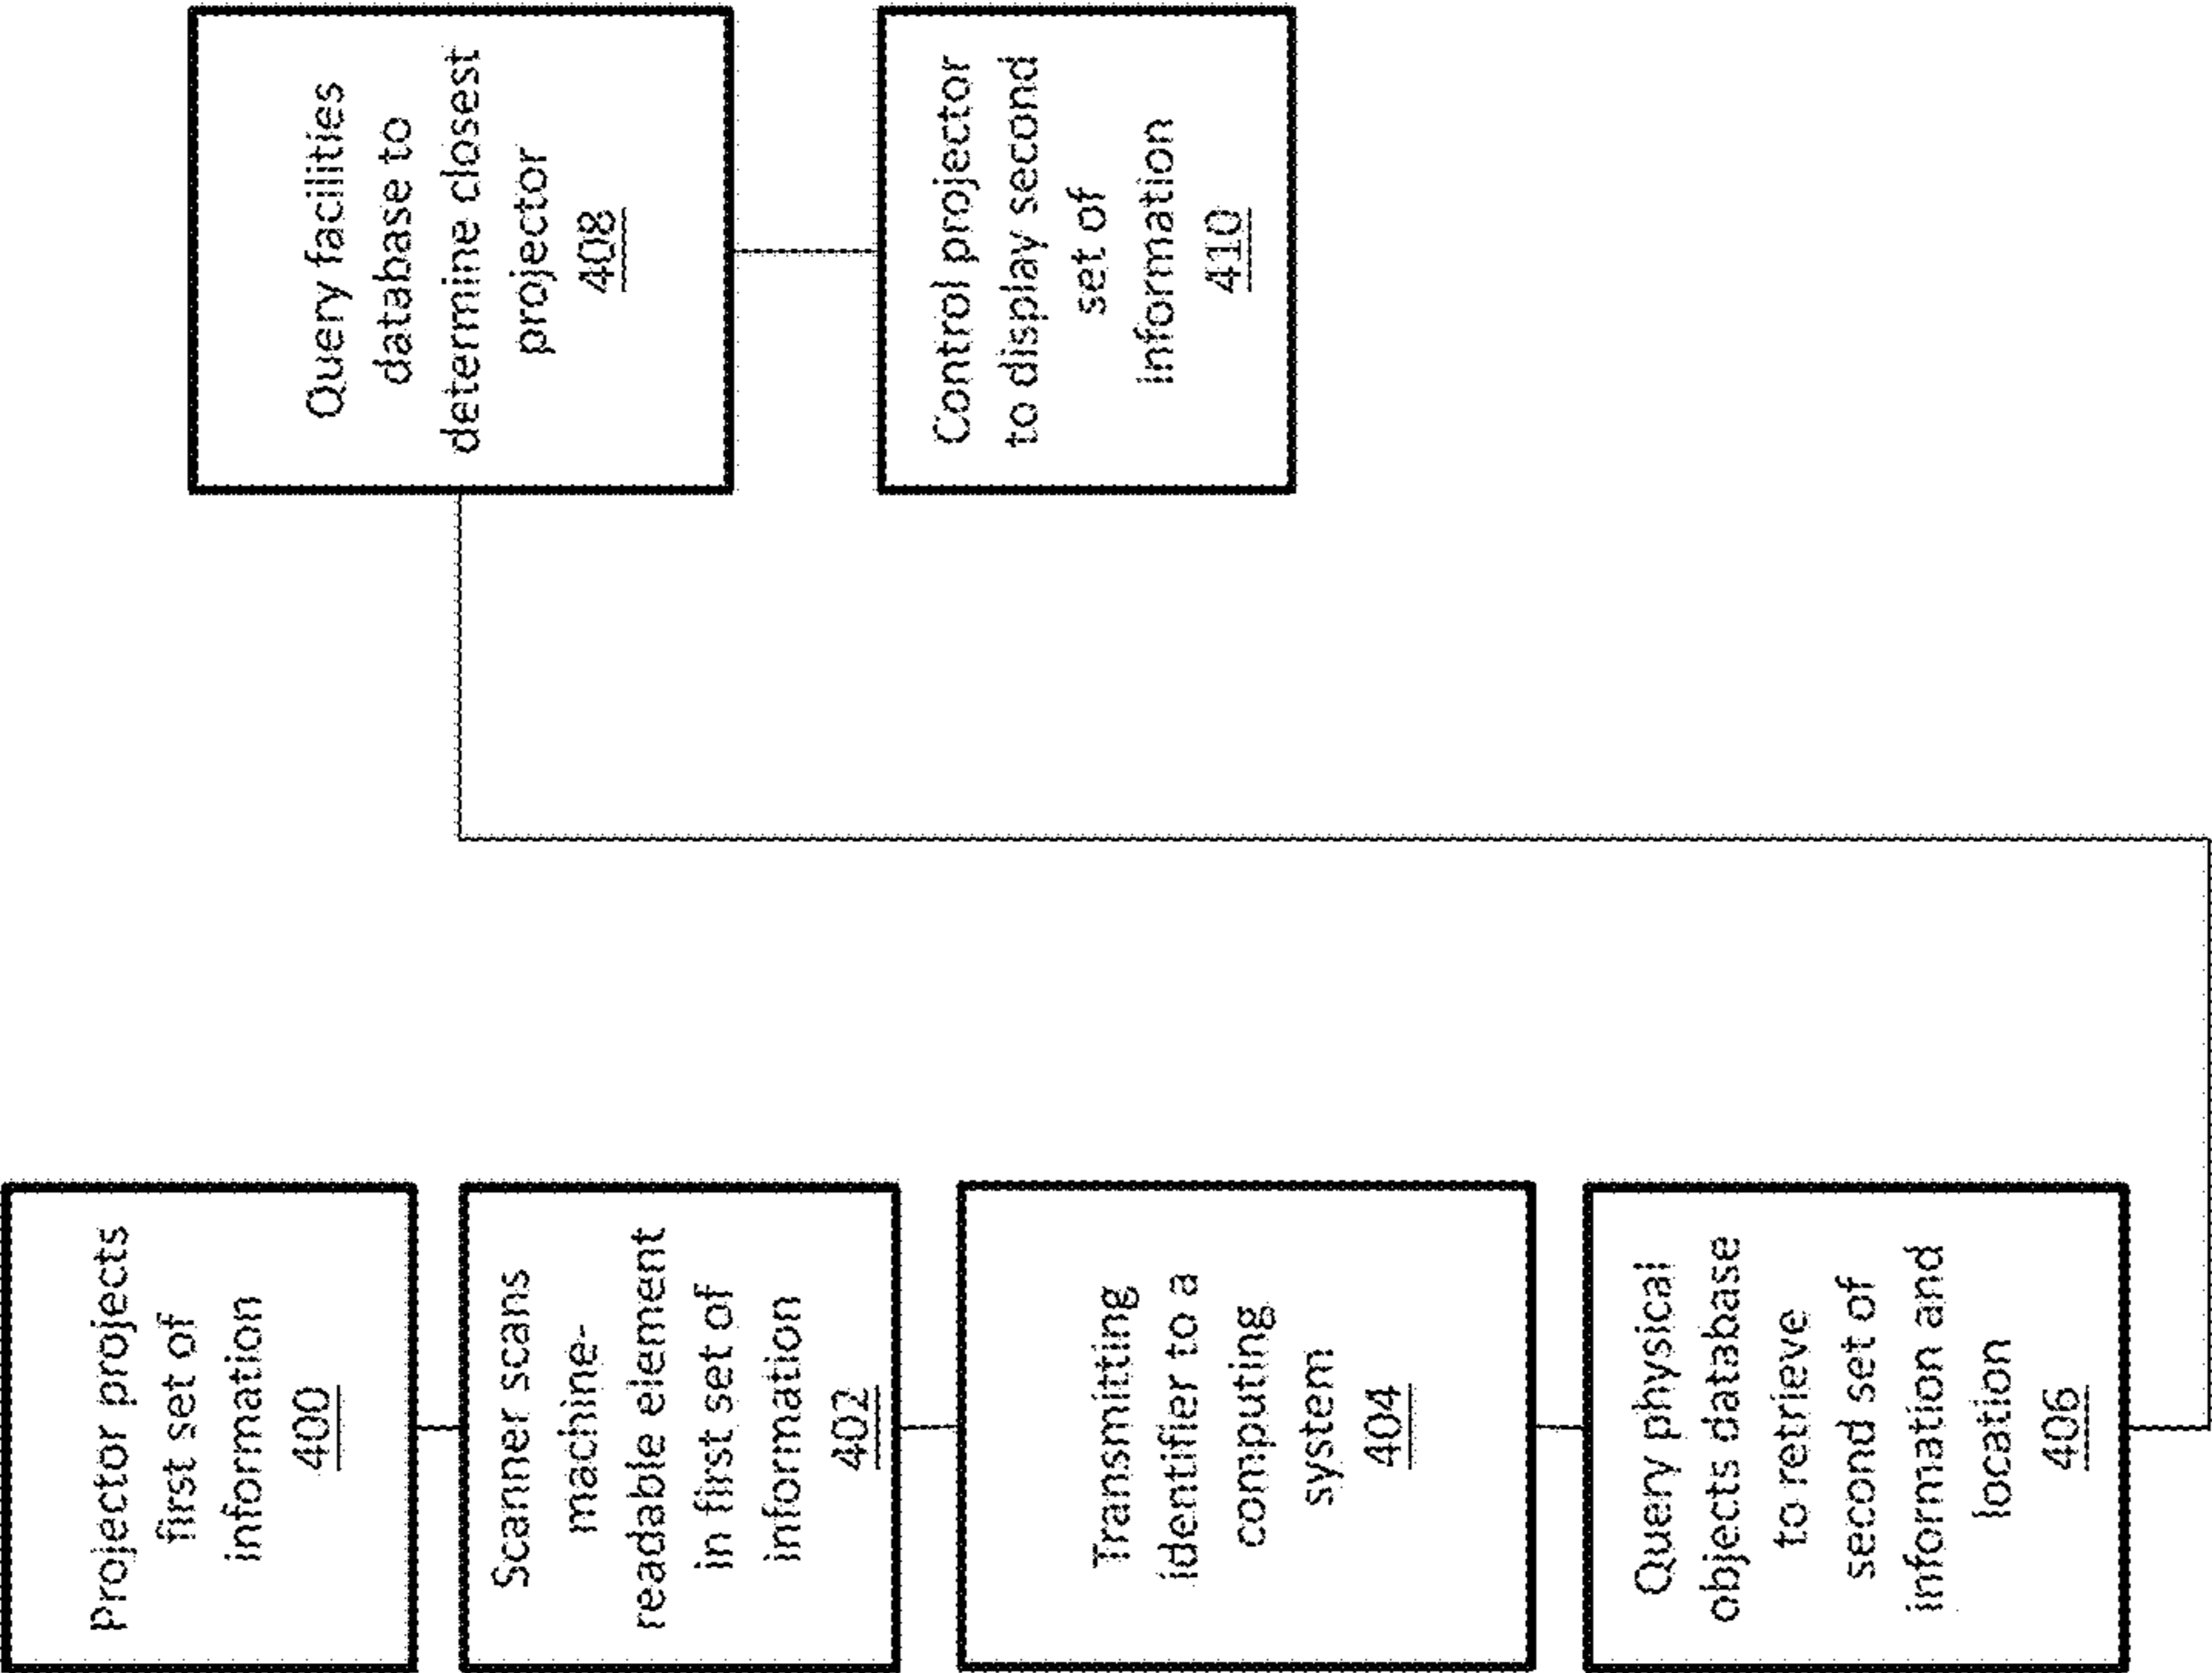 Projector projects
first set of
information
400
Scanner scans
machine-
readable element
in first set of
information
402
Transmitting
identifier to a
computing
system
404
Query physical
objects database
to retrieve
second set of
information and
location
406
Query facilities
database to
determine closest
projector
408
Control projector
to display second
set of
information
410